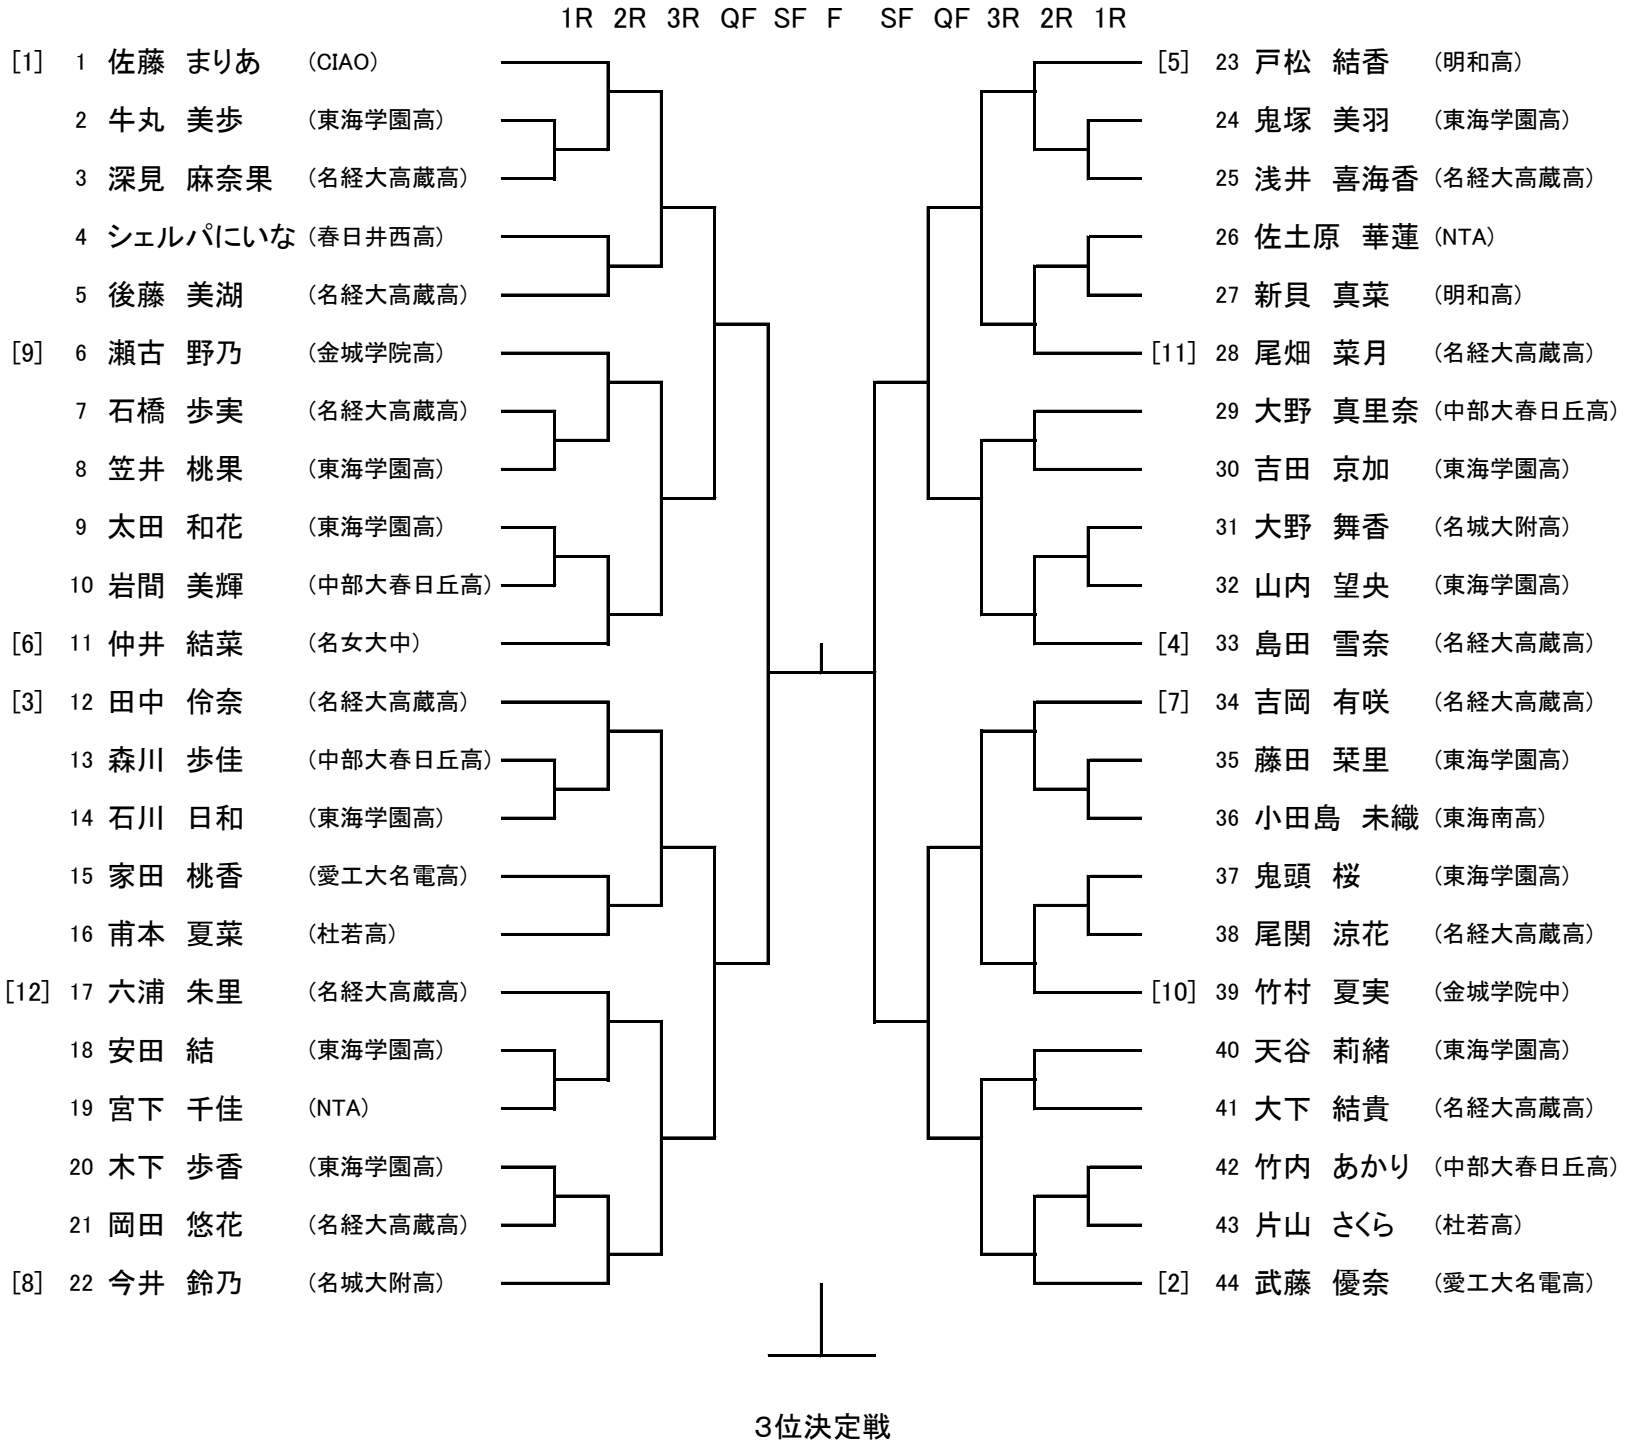 1R 2R 3R QF SF F SF QF 3R 2R 1R
[1] 1 佐藤 まりあ (CIAO)
2 牛丸 美歩 (東海学園高)
3 深見 麻奈果 (名経大高蔵高)
4 シェルパにいな (春日井西高)
5 後藤 美湖 (名経大高蔵高)
[9] 6 瀬古 野乃 (金城学院高)
7 石橋 歩実 (名経大高蔵高)
8 笠井 桃果 (東海学園高)
9 太田 和花 (東海学園高)
10 岩間 美輝 (中部大春日丘高)
[6] 11 仲井 結菜 (名女大中)
[3] 12 田中 伶奈 (名経大高蔵高)
13 森川 歩佳 (中部大春日丘高)
14 石川 日和 (東海学園高)
15 家田 桃香 (愛工大名電高)
16 甫本 夏菜 (杜若高)
[12] 17 六浦 朱里 (名経大高蔵高)
18 安田 結 (東海学園高)
19 宮下 千佳 (NTA)
20 木下 歩香 (東海学園高)
21 岡田 悠花 (名経大高蔵高)
[8] 22 今井 鈴乃 (名城大附高)
[5] 23 戸松 結香 (明和高)
24 鬼塚 美羽 (東海学園高)
25 浅井 喜海香 (名経大高蔵高)
26 佐土原 華蓮 (NTA)
27 新貝 真菜 (明和高)
[11] 28 尾畑 菜月 (名経大高蔵高)
29 大野 真里奈 (中部大春日丘高)
30 吉田 京加 (東海学園高)
31 大野 舞香 (名城大附高)
32 山内 望央 (東海学園高)
[4] 33 島田 雪奈 (名経大高蔵高)
[7] 34 吉岡 有咲 (名経大高蔵高)
35 藤田 栞里 (東海学園高)
36 小田島 未織 (東海南高)
37 鬼頭 桜 (東海学園高)
38 尾関 涼花 (名経大高蔵高)
[10] 39 竹村 夏実 (金城学院中)
40 天谷 莉緒 (東海学園高)
41 大下 結貴 (名経大高蔵高)
42 竹内 あかり (中部大春日丘高)
43 片山 さくら (杜若高)
[2] 44 武藤 優奈 (愛工大名電高)
３位決定戦